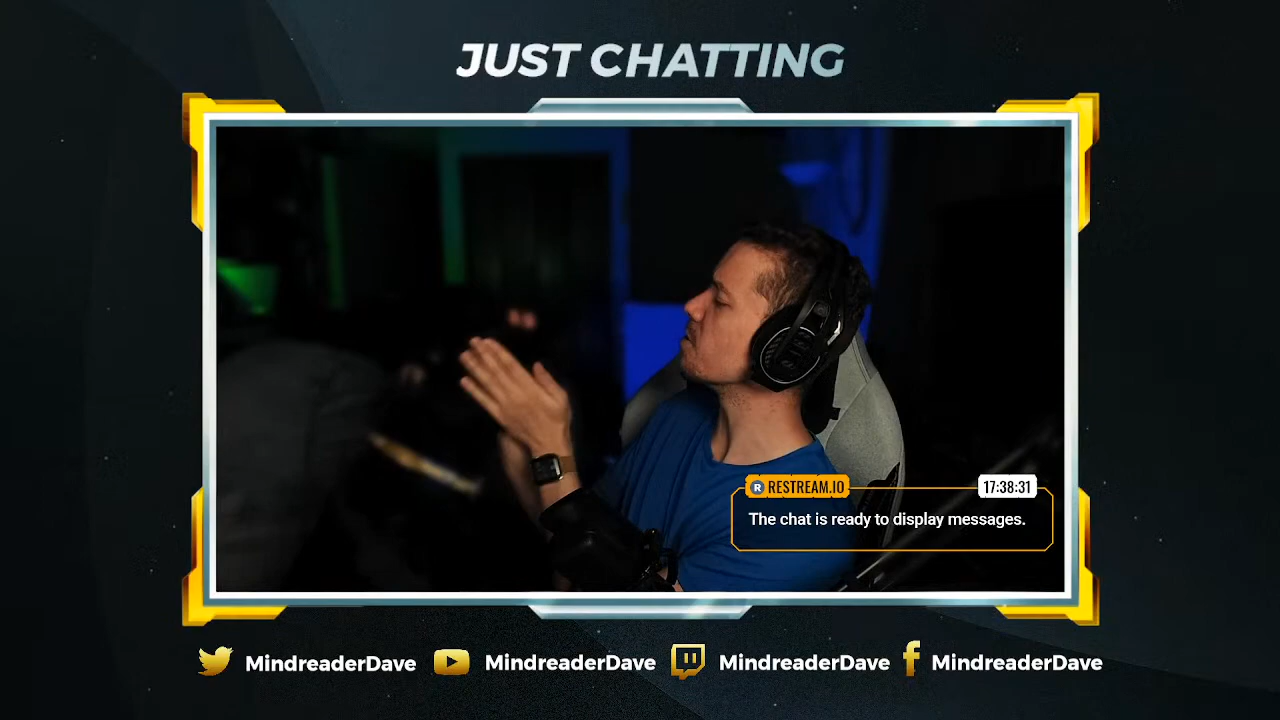 JUST CHATTING
R RESTREAM.IO
17:38:31
The chat is ready to display messages.
MindreaderDave MindreaderDave MindreaderDave MindreaderDave